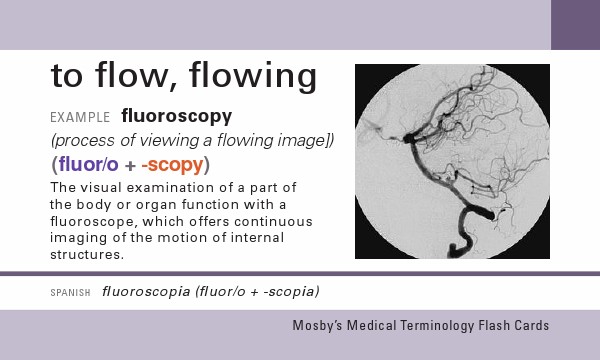 to flow, flowing
EXAMPLE fluoroscopy
(process of viewing a flowing image])
(fluor/o + -scopy)
The visual examination of a part of
the body or organ function with a
fluoroscope, which offers continuous
imaging of the motion of internal
structures.
SPANISH fluoroscopia (fluor/o + -scopia)
Mosby's Medical Terminology Flash Cards